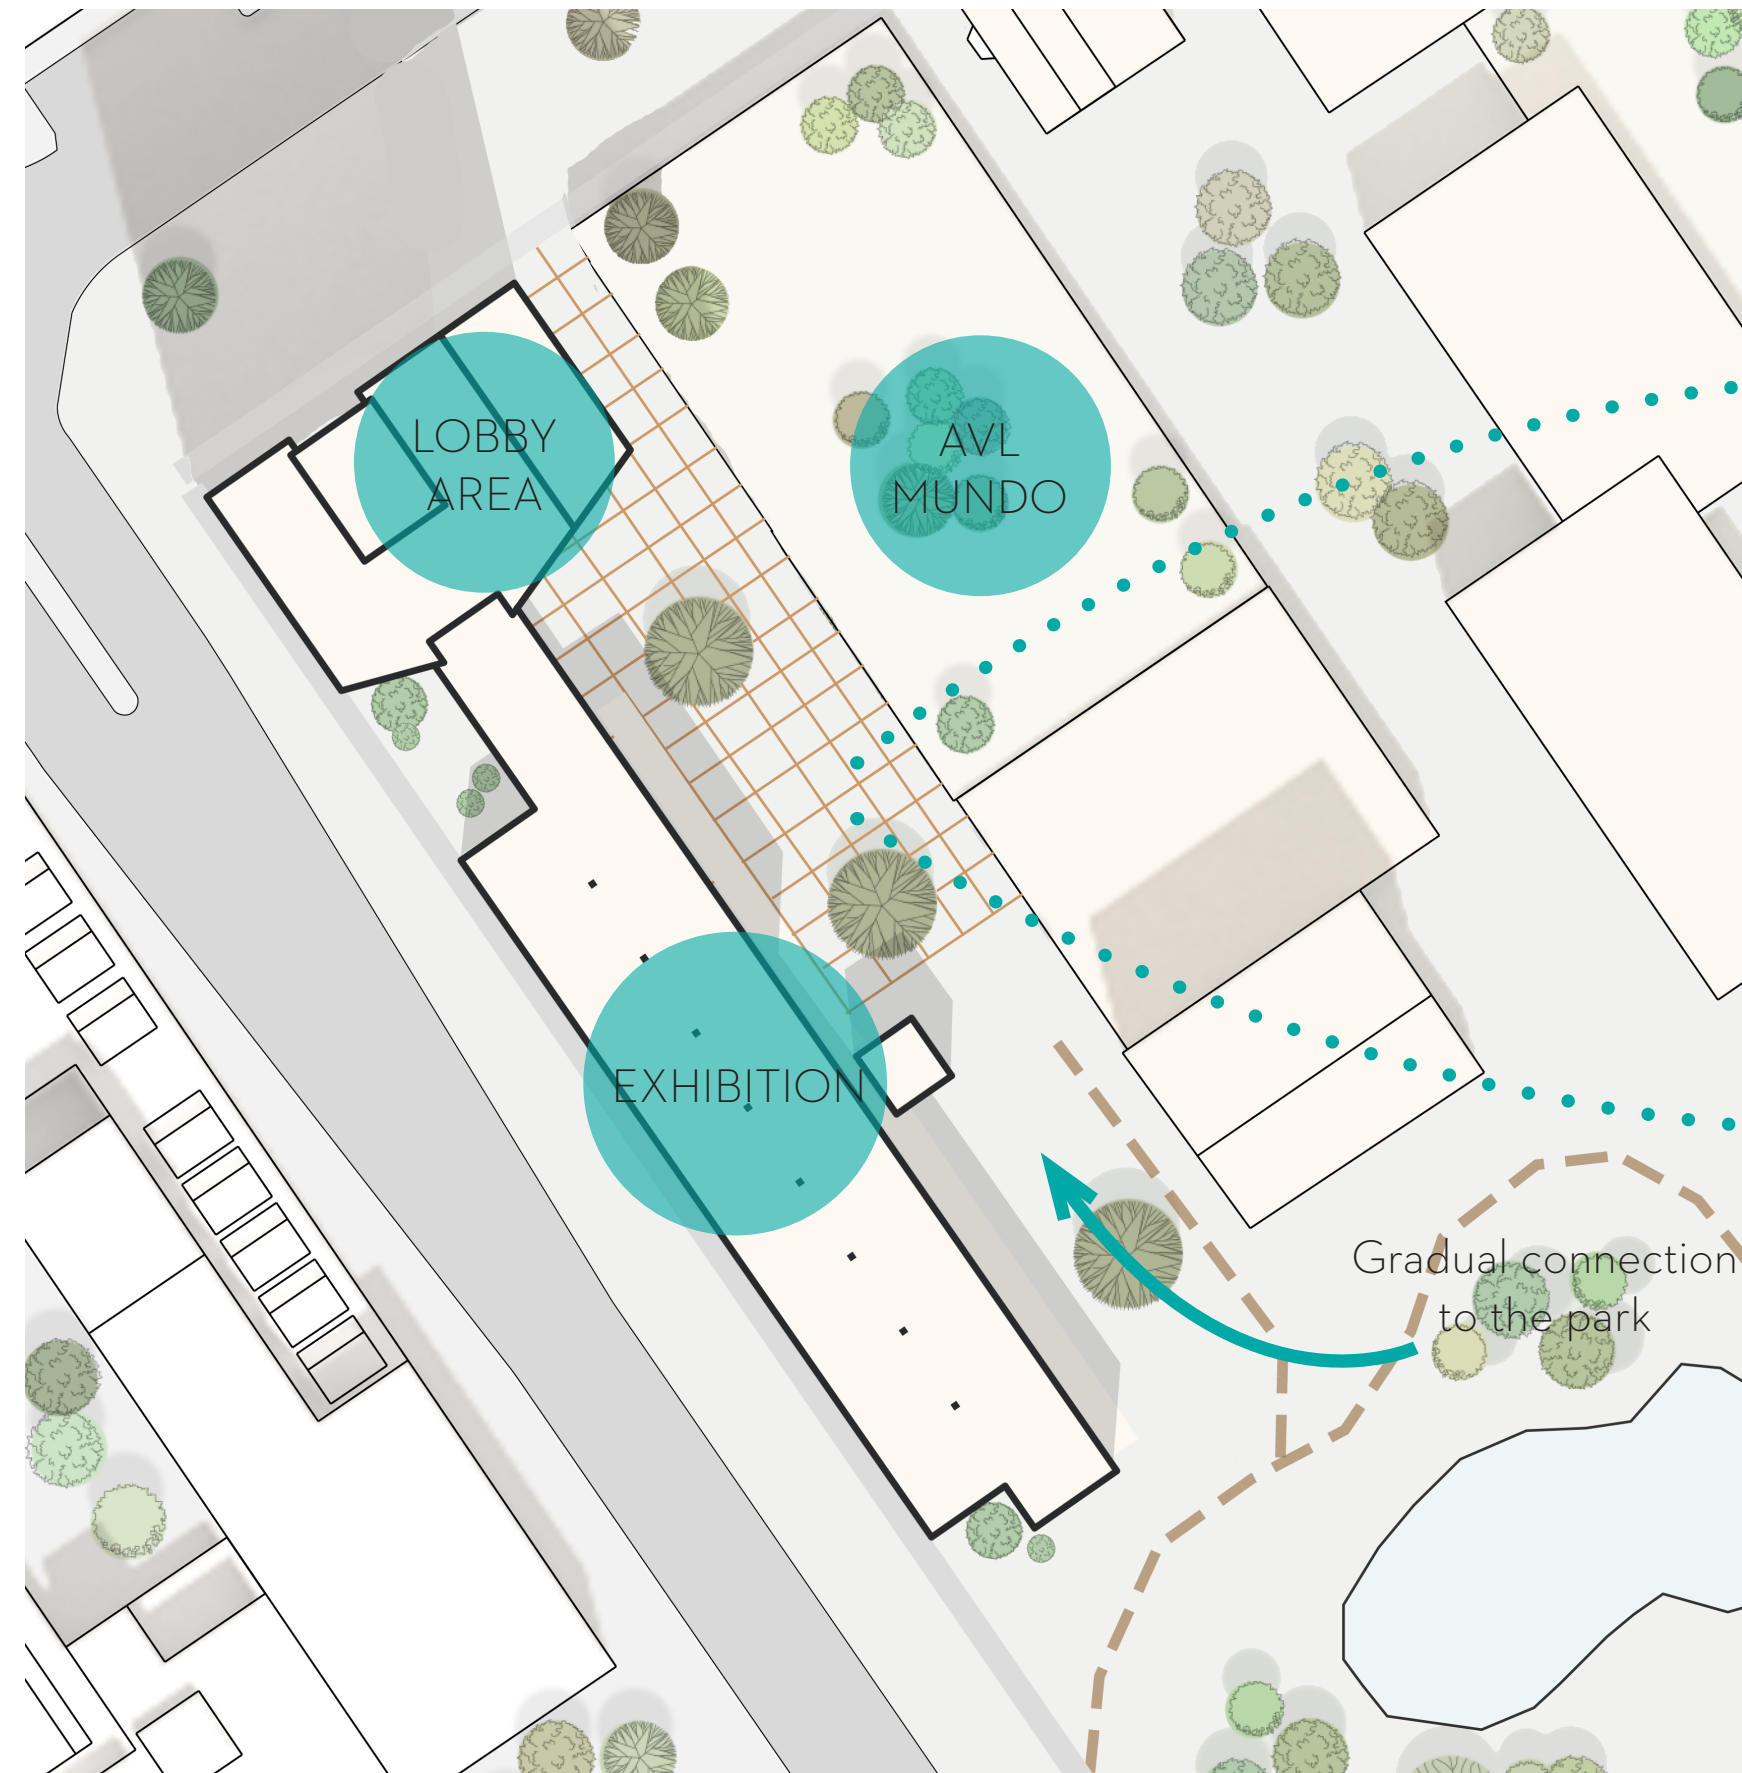 LOBBY
AREA
AVL
MUNDO
EXHIBITION
Gradual connection
to the park